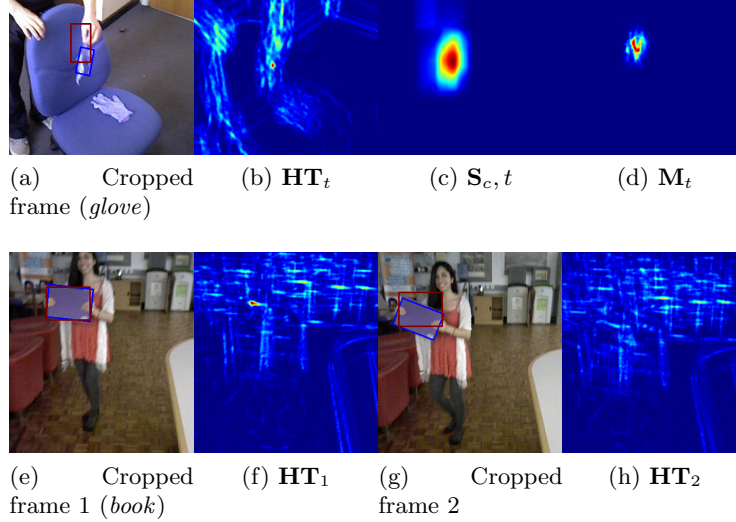 (a) Cropped frame (glove)
(b) HT_t
(c) S_c, t
(d) M_t
(e) Cropped frame 1 (book)
(f) HT_1
(g) Cropped frame 2
(h) HT_2